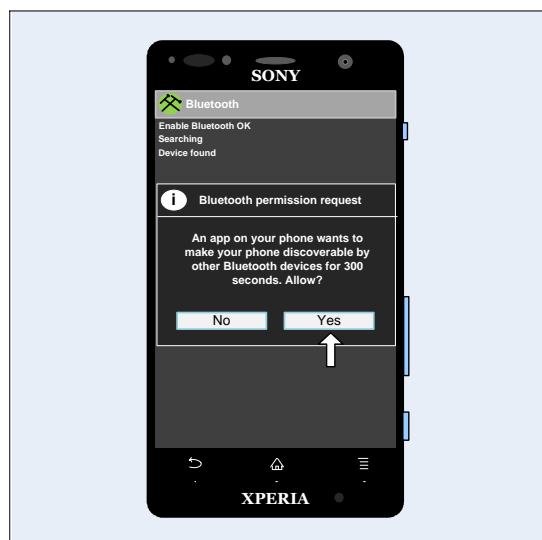 SONY
Bluetooth
Enable Bluetooth OK
Searching
Device found
i
Bluetooth permission request
An app on your phone wants to
make your phone discoverable by
other Bluetooth devices for 300
seconds. Allow?
No
Yes
XPERIA